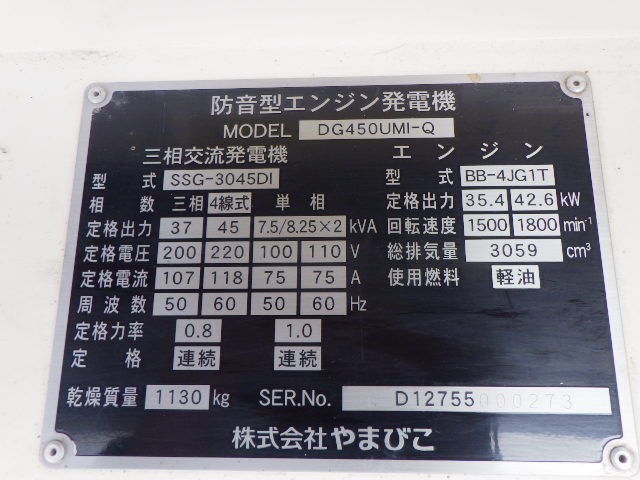 防音型エンジン発電機
MODEL DG450UMI-Q
三相交流発電機
型式 SSG-3045DI
相数 三相 4線式 単相
定格出力 37 45 7.5/8.25×2 kVA
定格電圧 200 220 100 110 V
定格電流 107 118 75 75 A
周波数 50 60 50 60 Hz
定格力率 0.8 1.0
定格 連続 連続
エンジン
型式 BB-4JG1T
定格出力 35.4 42.6 kW
回転速度 1500 1800 min⁻¹
総排気量 3059 cm³
使用燃料 軽油
乾燥質量 1130 kg SER.No. D12755000273
株式会社やまびこ